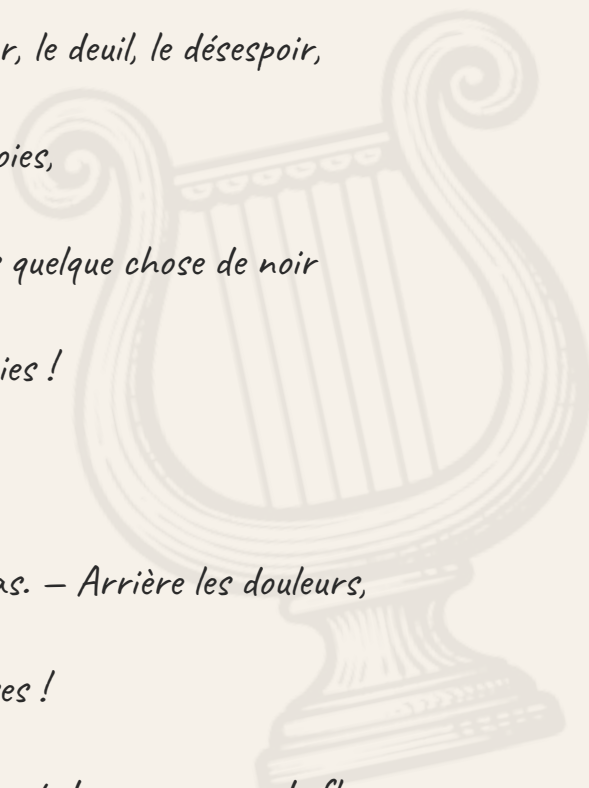 r, le deuil, le désespoir,
oies,
quelque chose de noir
ies !
as. – Arrière les douleurs,
es !